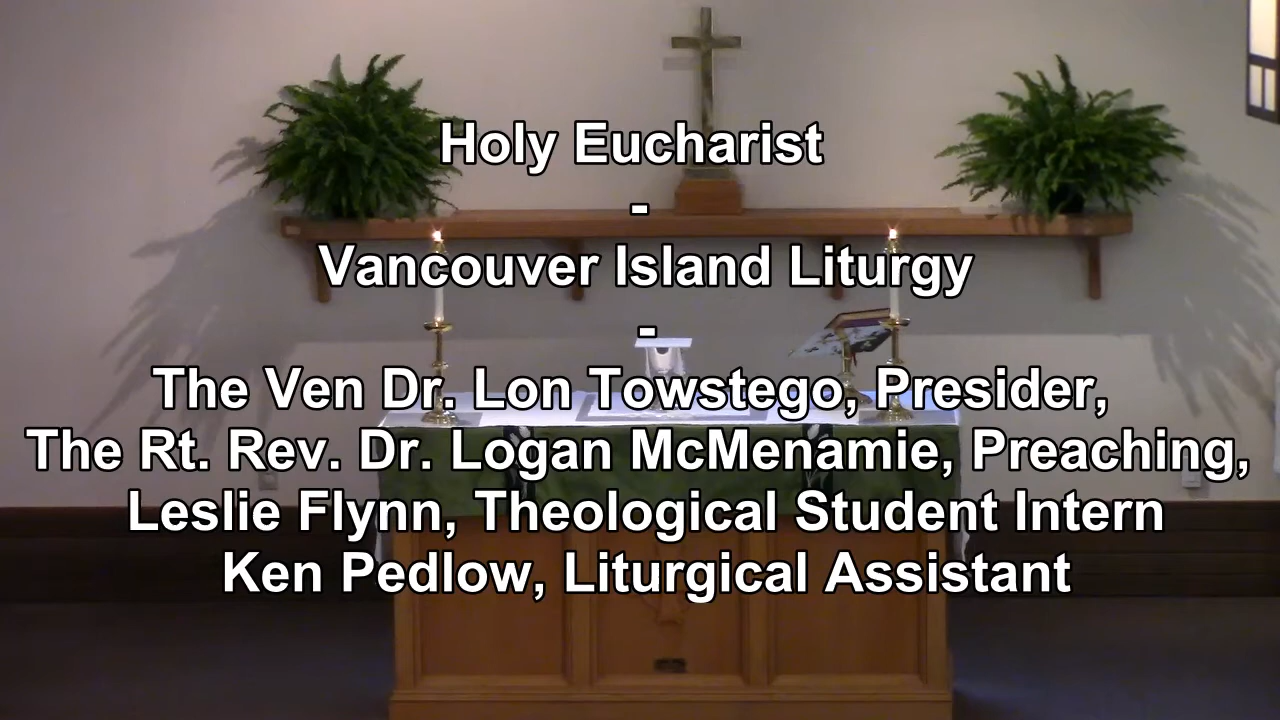 Holy Eucharist
-
Vancouver Island Liturgy
-
The Ven Dr. Lon Towstego, Presider,
The Rt. Rev. Dr. Logan McMenamie, Preaching,
Leslie Flynn, Theological Student Intern
Ken Pedlow, Liturgical Assistant